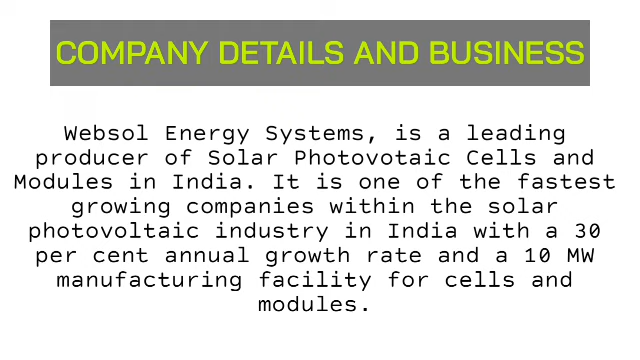 COMPANY DETAILS AND BUSINESS
Websol Energy Systems, is a leading
producer of Solar Photovotaic Cells and
Modules in India. It is one of the fastest
growing companies within the solar
photovoltaic industry in India with a 30
per cent annual growth rate and a 10 MW
manufacturing facility for cells and
modules.